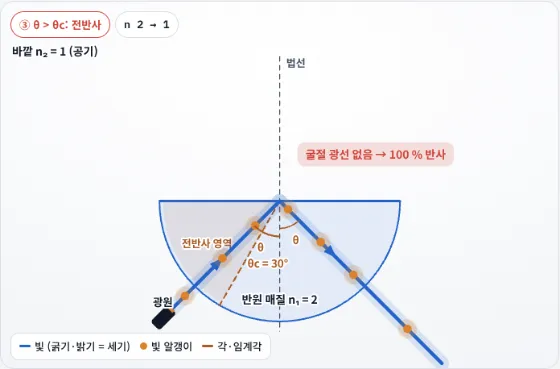 ③ θ > θc: 전반사
n 2 → 1
바깥 n₂ = 1 (공기)
법선
굴절 광선 없음 → 100 % 반사
전반사 영역
θ
θ
θc = 30°
광원
반원 매질 n₁ = 2
빛 (굵기·밝기 = 세기)
빛 알갱이
각·임계각